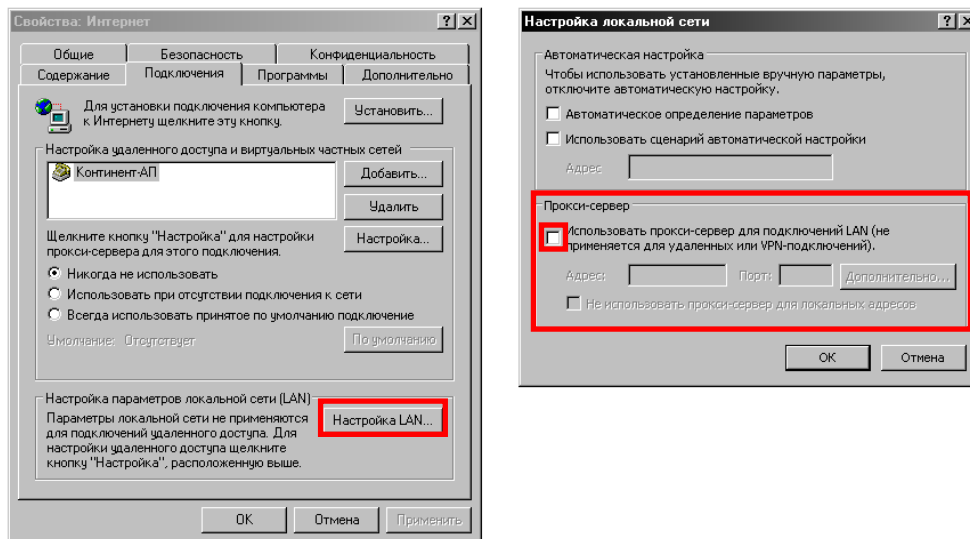 Свойства: Интернет
Общие
Безопасность
Конфиденциальность
Содержание
Подключения
Программы
Дополнительно
Для установки подключения компьютера
к Интернету щелкните эту кнопку.
Установить...
Настройка удаленного доступа и виртуальных частных сетей
Континент-АП
Добавить...
Удалить
Щелкните кнопку "Настройка" для настройки
прокси-сервера для этого подключения.
Настройка...
Никогда не использовать
Использовать при отсутствии подключения к сети
Всегда использовать принятое по умолчанию подключение
Умолчание: Отсутствует
По умолчанию
Настройка параметров локальной сети (LAN)
Параметры локальной сети не применяются
для подключений удаленного доступа. Для
настройки удаленного доступа щелкните
кнопку "Настройка", расположенную выше.
Настройка LAN...
OK
Отмена
Применить
Настройка локальной сети
Автоматическая настройка
Чтобы использовать установленные вручную параметры,
отключите автоматическую настройку.
Автоматическое определение параметров
Использовать сценарий автоматической настройки
Адрес
Прокси-сервер
Использовать прокси-сервер для подключений LAN (не
применяется для удаленных или VPN-подключений).
Адрес:
Порт:
Дополнительно...
Не использовать прокси-сервер для локальных адресов
OK
Отмена